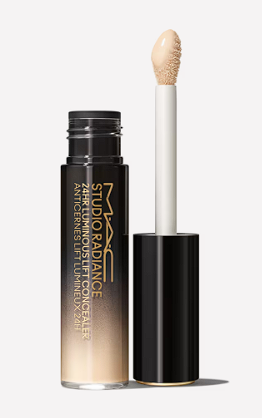 MAC
STUDIO RADIANCE
24HR LUMINOUS LIFT CONCEALER
ANTICERNES LIFT LUMINEUX 24H